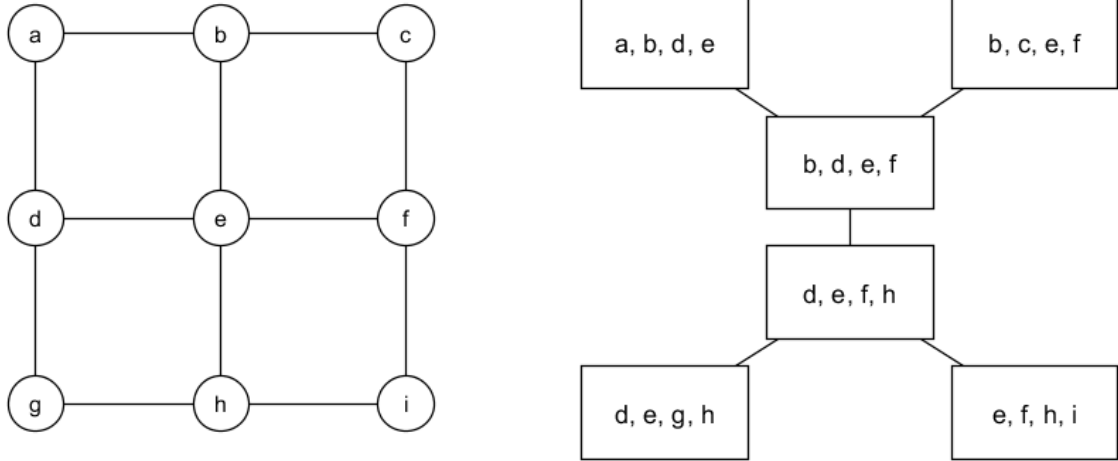 a
b
c
d
e
f
g
h
i
a, b, d, e
b, c, e, f
b, d, e, f
d, e, f, h
d, e, g, h
e, f, h, i